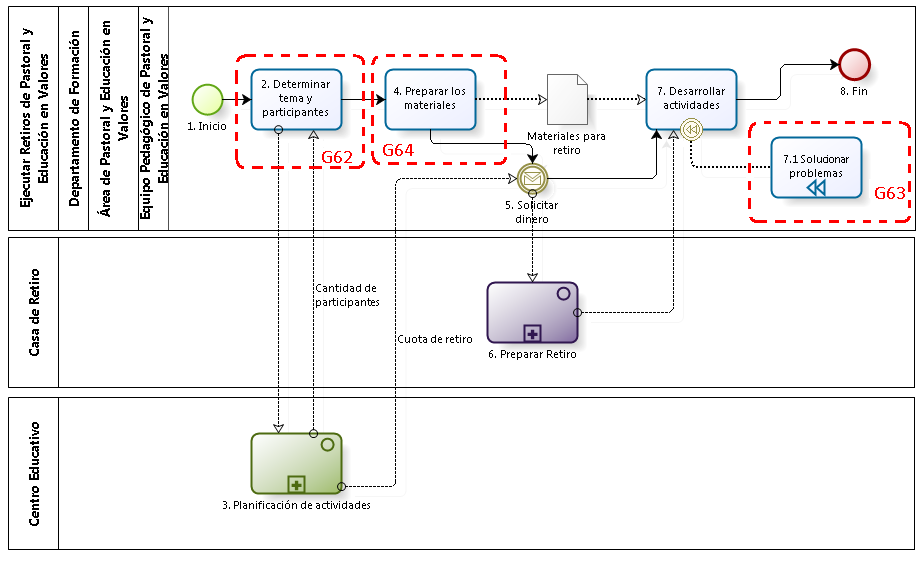 Ejecutar Retiros de Pastoral y
Educación en Valores
Departamento de Formación
Área de Pastoral y Educación en
Valores
Equipo Pedagógico de Pastoral y
Educación en Valores
1. Inicio
2. Determinar
tema y
participantes
G62
4. Preparar los
materiales
G64
Materiales para
retiro
7. Desarrollar
actividades
8. Fin
7.1 Solucionar
problemas
G63
5. Solicitar
dinero
Casa de Retiro
Cantidad de
participantes
Cuota de retiro
6. Preparar Retiro
Centro Educativo
3. Planificación de actividades